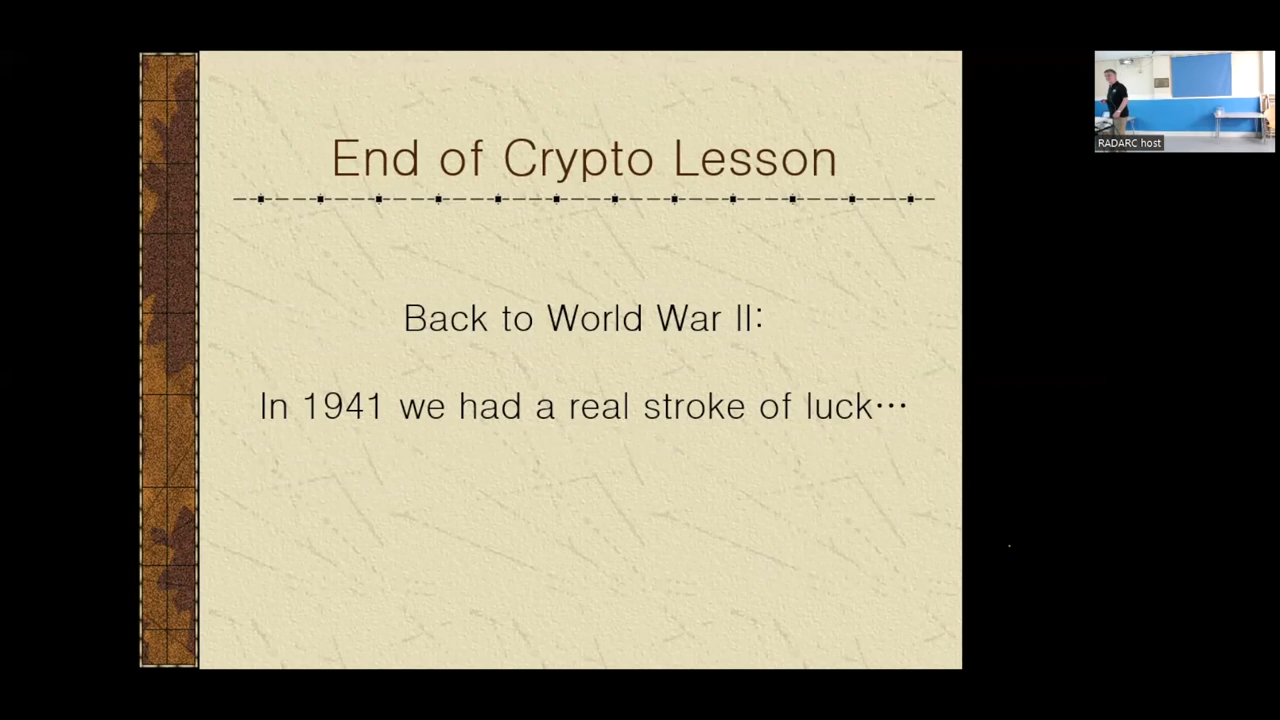 End of Crypto Lesson
Back to World War II:
In 1941 we had a real stroke of luck…
RADARC host